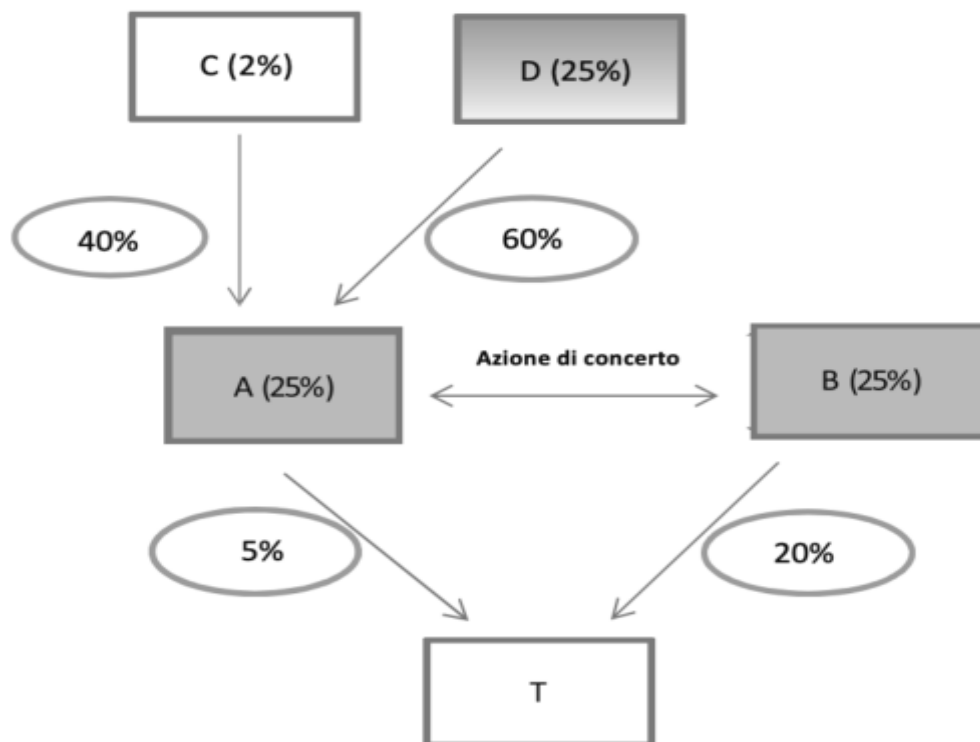 C (2%)
D (25%)
40%
60%
A (25%)
Azione di concerto
B (25%)
5%
20%
T